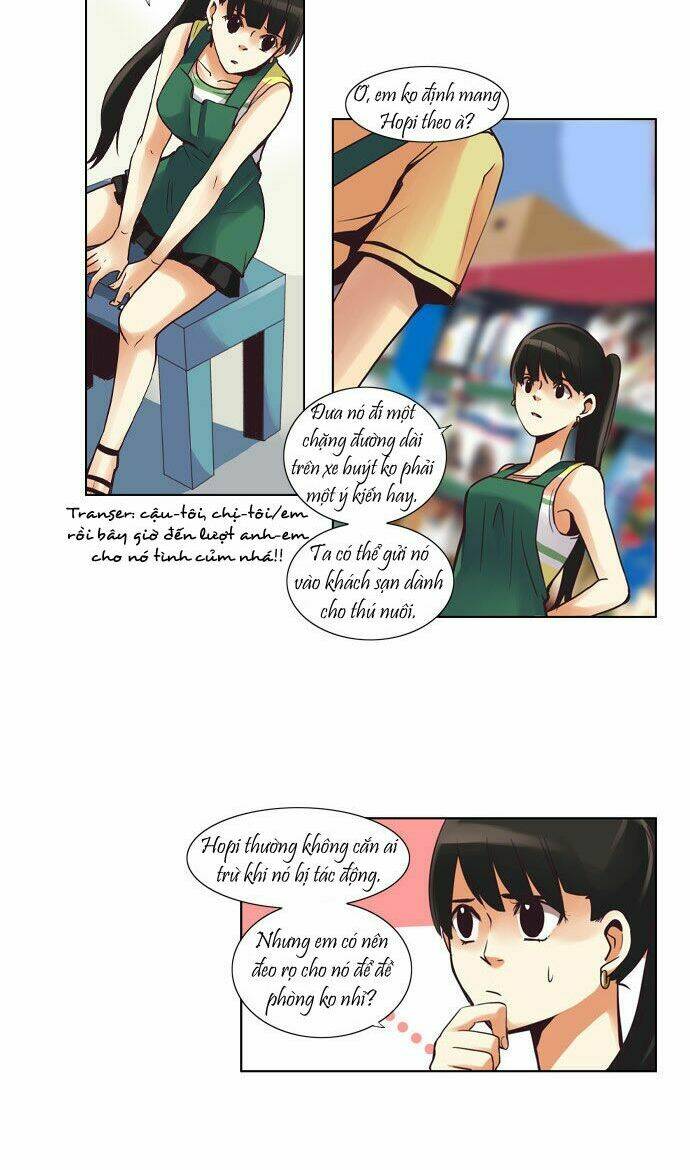 Ơ, em ko định mang
Hopi theo à?
Đưa nó đi một
chặng đường dài
trên xe buýt ko phải
một ý kiến hay.
Transer: cậu-tôi, chị-tôi/em
rồi bây giờ đến lượt anh-em
cho nó tình củm nhá!!
Ta có thể gửi nó
vào khách sạn dành
cho thú nuôi.
Hopi thường không cắn ai
trừ khi nó bị tác động.
Nhưng em có nên
đeo rọ cho nó để đề
phòng ko nhỉ?